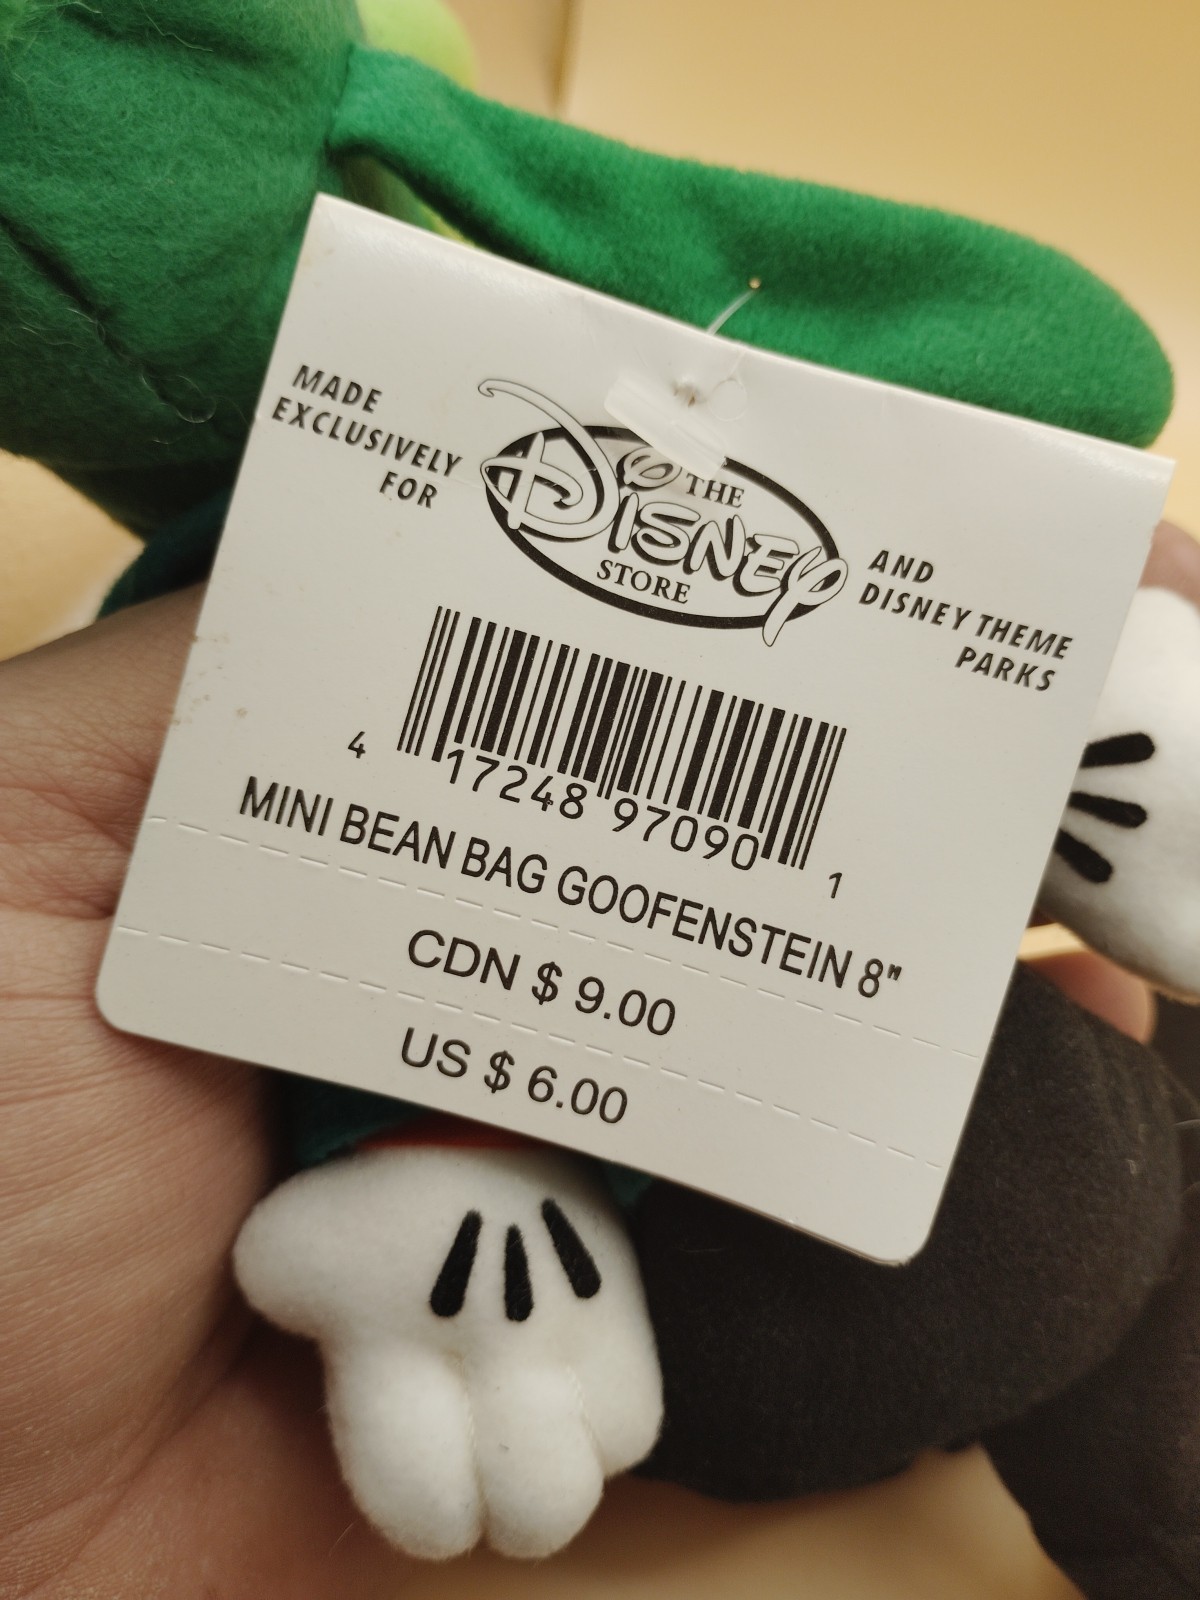 MADE
EXCLUSIVELY
FOR
THE
DISNEY
STORE
AND
DISNEY THEME
PARKS
4 17248 97090 1
MINI BEAN BAG GOOFENSTEIN 8"
CDN $ 9.00
US $ 6.00